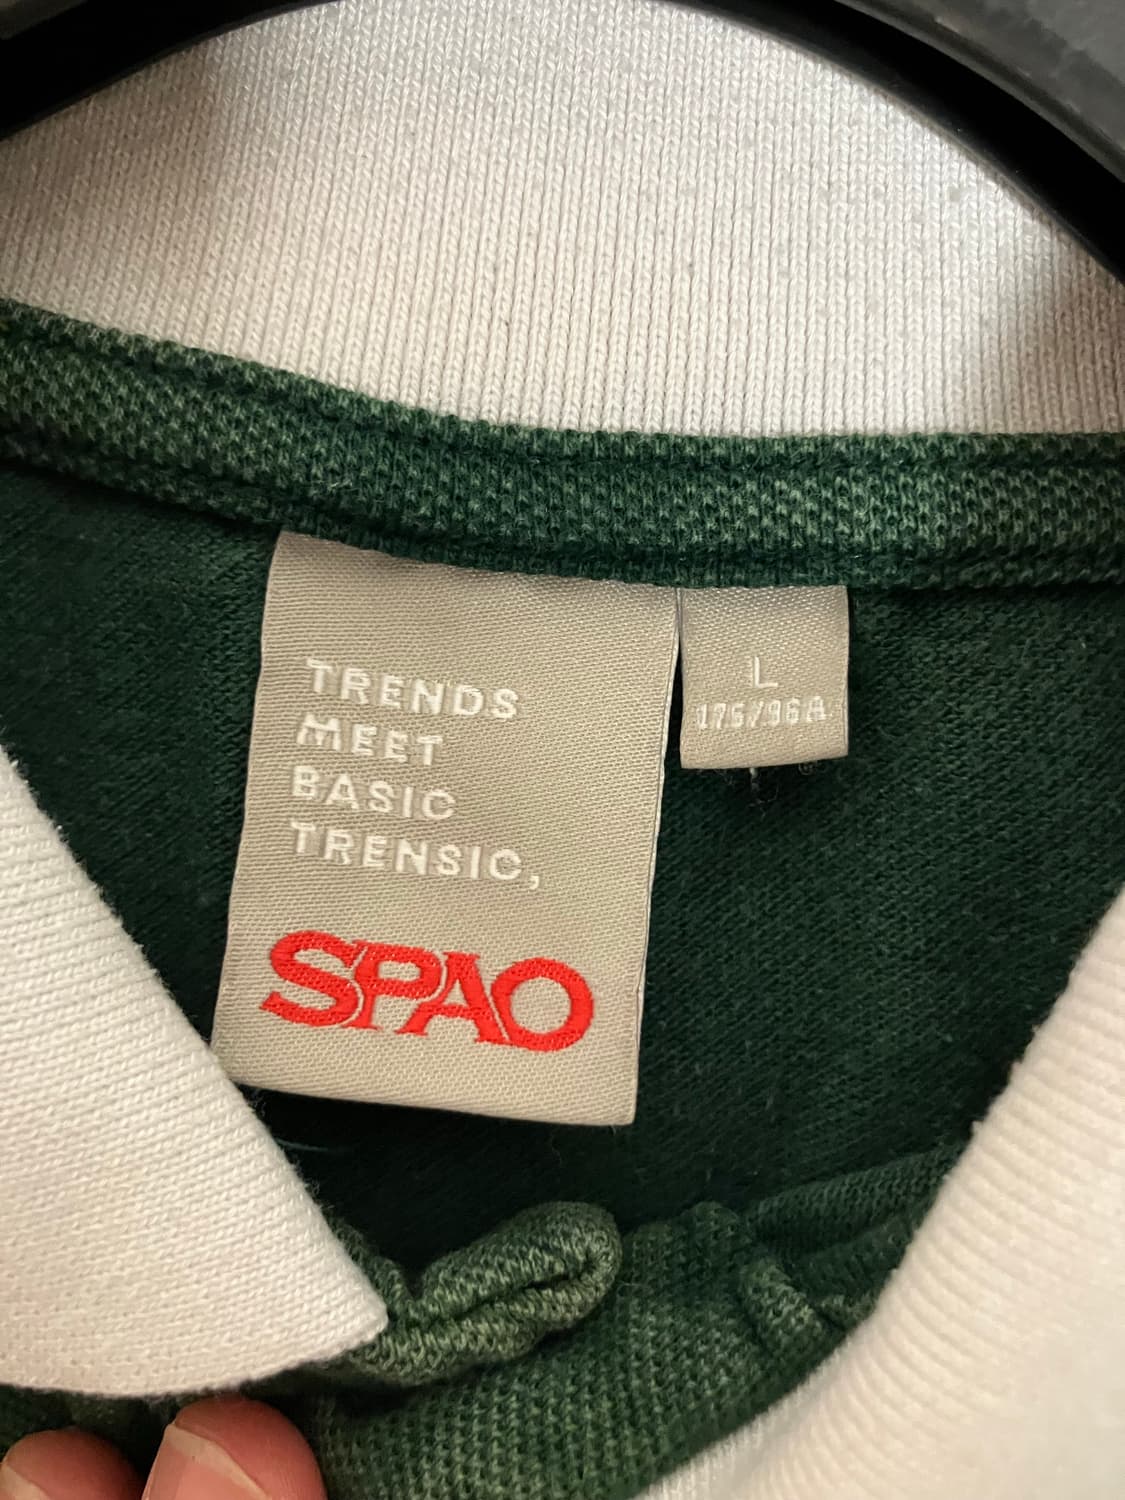 TRENDS
MEET
BASIC
TRENSIC,
SPAO
L
175/96A